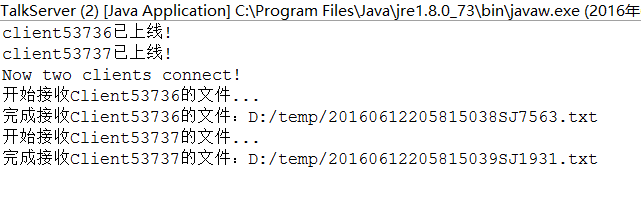 TalkServer (2) [Java Application] C:\Program Files\Java\jre1.8.0_73\bin\javaw.exe (2016年
client53736已上线!
client53737已上线!
Now two clients connect!
开始接收Client53736的文件...
完成接收Client53736的文件：D:/temp/20160612205815038SJ7563.txt
开始接收Client53737的文件...
完成接收Client53737的文件：D:/temp/20160612205815039SJ1931.txt